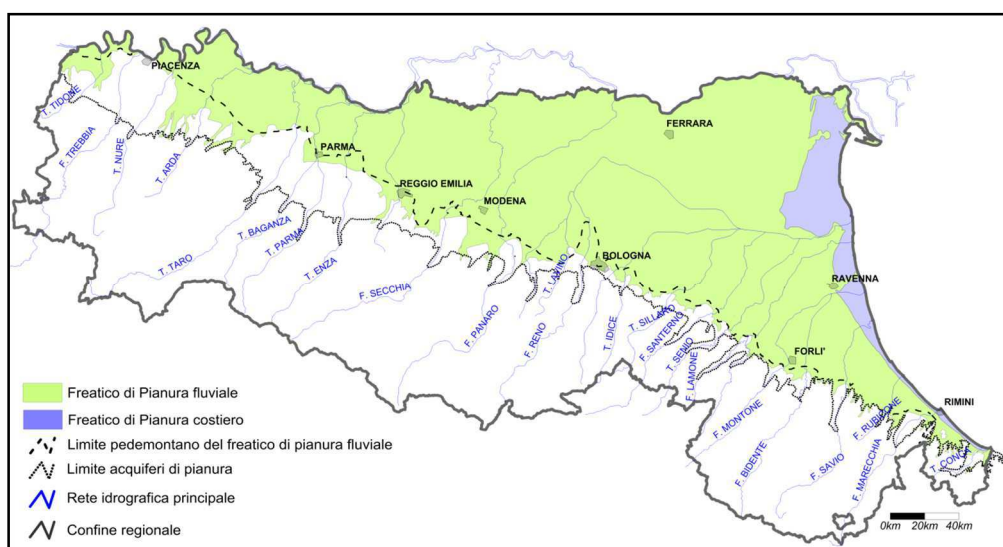 PIACENZA
T. TIDONE
F. TREBBIA
T. NURE
T. ARDA
PARMA
REGGIO EMILIA
MODENA
FERRARA
BOLOGNA
RAVENNA
FORLI'
RIMINI
T. TARO
T. BAGANZA
T. PARMA
T. ENZA
F. SECCHIA
F. PANARO
F. RENO
T. LAVINO
T. IDICE
T. SILLARO
F. SANTERNO
T. SENIO
F. LAMONE
F. MONTONE
F. BIDENTE
F. SAVIO
F. RUBICONE
F. MARECCHIA
T. CONCA
Freatico di Pianura fluviale
Freatico di Pianura costiero
Limite pedemontano del freatico di pianura fluviale
Limite acquiferi di pianura
Rete idrografica principale
Confine regionale
0km 20km 40km